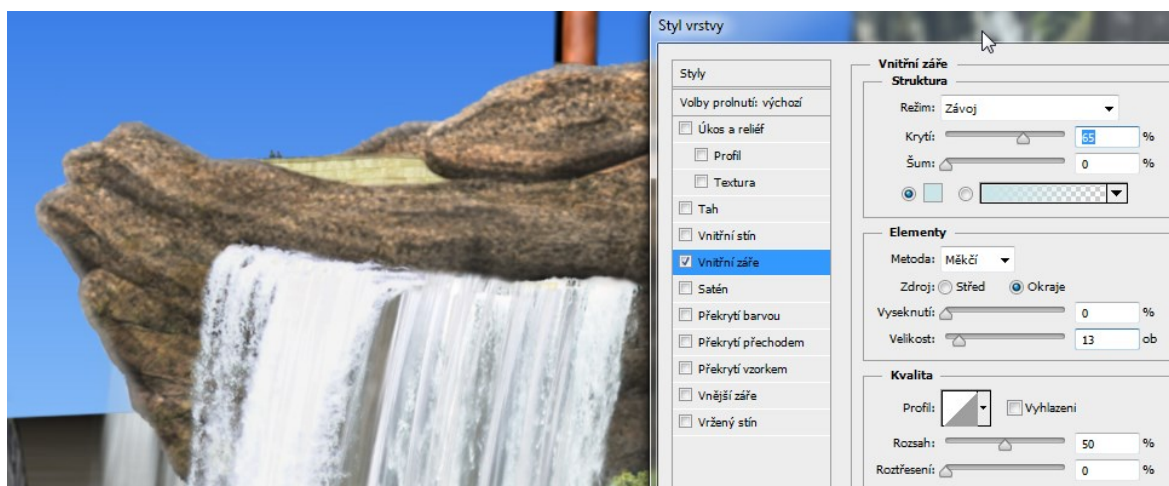 Styl vrstvy
Styly
Volby prolnutí: výchozí
Úkos a reliéf
Profil
Textura
Tah
Vnitřní stín
Vnitřní záře
Satén
Překrytí barvou
Překrytí přechodem
Překrytí vzorkem
Vnější záře
Vržený stín
Vnitřní záře
Struktura
Režim: Závoj
Krytí: 65 %
Šum: 0 %
Elementy
Metoda: Měkčí
Zdroj: Střed Okraje
Vyseknutí: 0 %
Velikost: 13 ob
Kvalita
Profil: Vyhlazení
Rozsah: 50 %
Roztřesení: 0 %